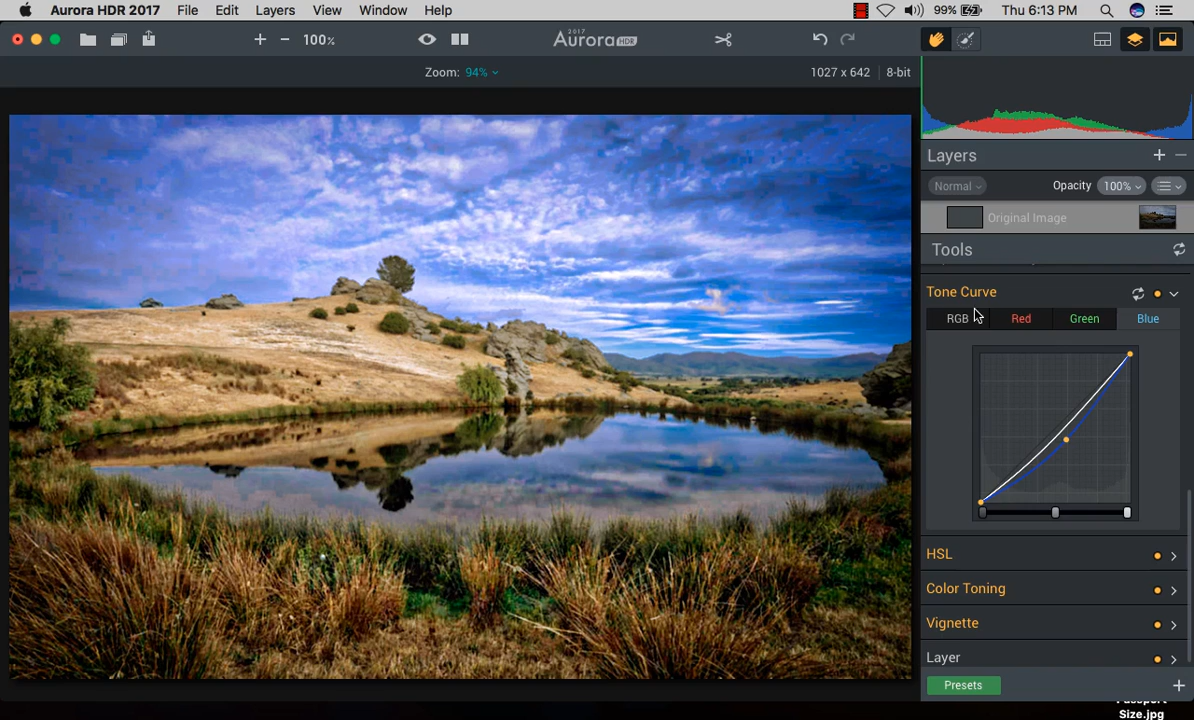 Aurora HDR 2017 File Edit Layers View Window Help 99% Thu 6:13 PM
100% 2017 Aurora HDR
Zoom: 94% 1027 x 642 8-bit
Layers
Normal Opacity 100%
Original Image
Tools
Tone Curve
RGB Red Green Blue
HSL
Color Toning
Vignette
Layer
Presets
Size.jpg